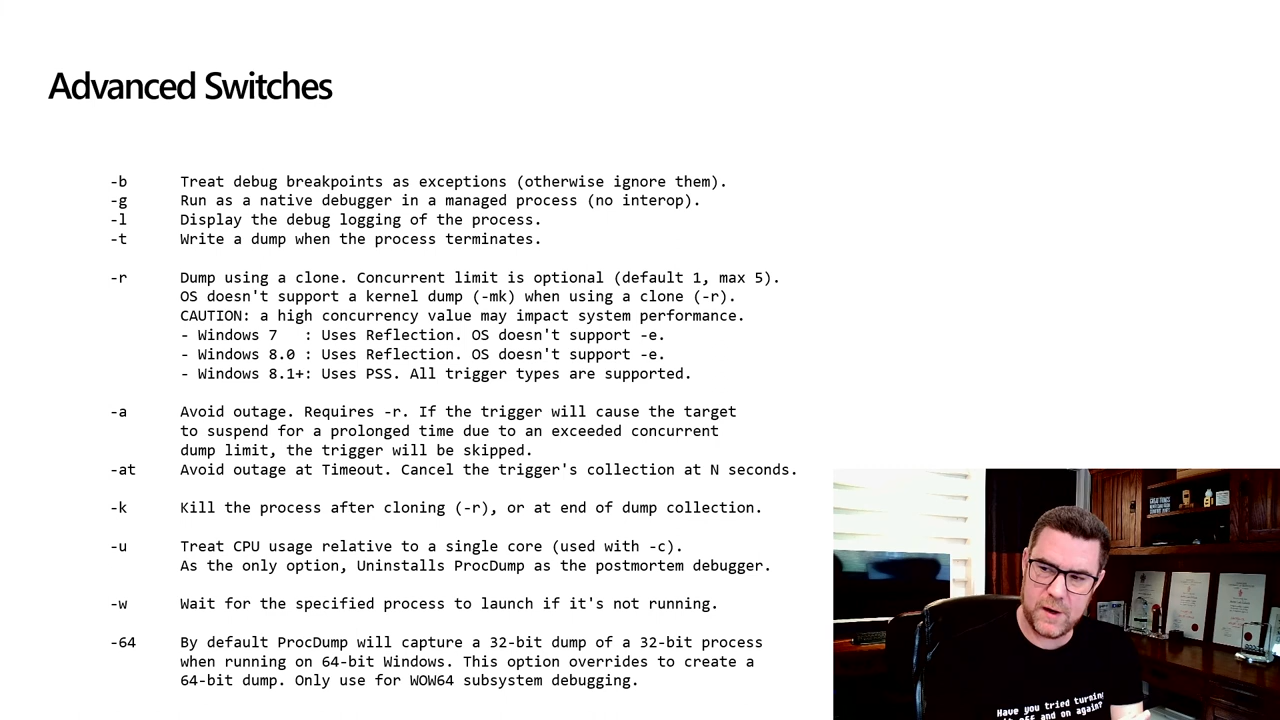 Advanced Switches
-b Treat debug breakpoints as exceptions (otherwise ignore them).
-g Run as a native debugger in a managed process (no interop).
-l Display the debug logging of the process.
-t Write a dump when the process terminates.
-r Dump using a clone. Concurrent limit is optional (default 1, max 5).
OS doesn't support a kernel dump (-mk) when using a clone (-r).
CAUTION: a high concurrency value may impact system performance.
- Windows 7 : Uses Reflection. OS doesn't support -e.
- Windows 8.0 : Uses Reflection. OS doesn't support -e.
- Windows 8.1+: Uses PSS. All trigger types are supported.
-a Avoid outage. Requires -r. If the trigger will cause the target
to suspend for a prolonged time due to an exceeded concurrent
dump limit, the trigger will be skipped.
-at Avoid outage at Timeout. Cancel the trigger's collection at N seconds.
-k Kill the process after cloning (-r), or at end of dump collection.
-u Treat CPU usage relative to a single core (used with -c).
As the only option, Uninstalls ProcDump as the postmortem debugger.
-w Wait for the specified process to launch if it's not running.
-64 By default ProcDump will capture a 32-bit dump of a 32-bit process
when running on 64-bit Windows. This option overrides to create a
64-bit dump. Only use for WOW64 subsystem debugging.
Have you tried turning
it off and on again?